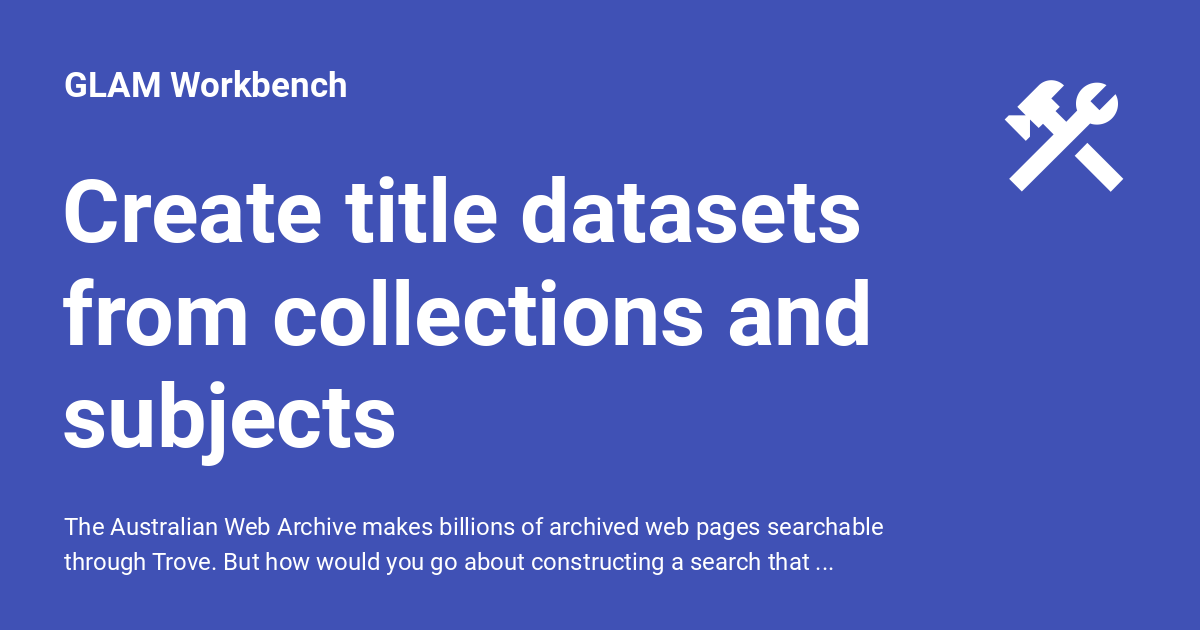 GLAM Workbench
Create title datasets
from collections and
subjects
The Australian Web Archive makes billions of archived web pages searchable
through Trove. But how would you go about constructing a search that ...